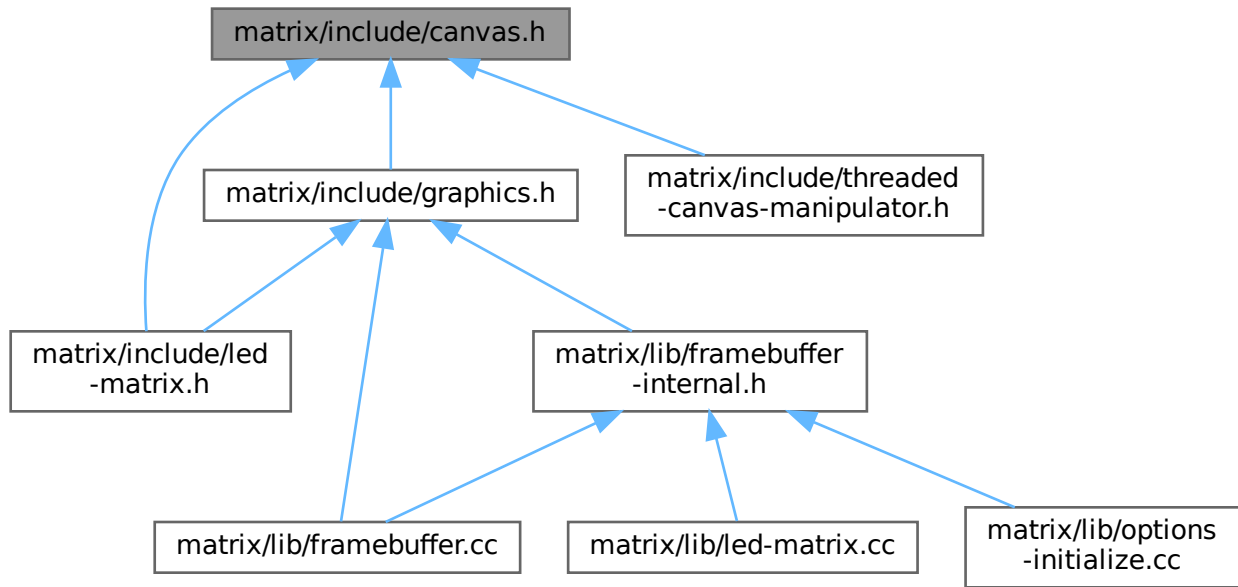 matrix/include/canvas.h
matrix/include/graphics.h
matrix/include/threaded
-canvas-manipulator.h
matrix/include/led
-matrix.h
matrix/lib/framebuffer
-internal.h
matrix/lib/framebuffer.cc
matrix/lib/led-matrix.cc
matrix/lib/options
-initialize.cc